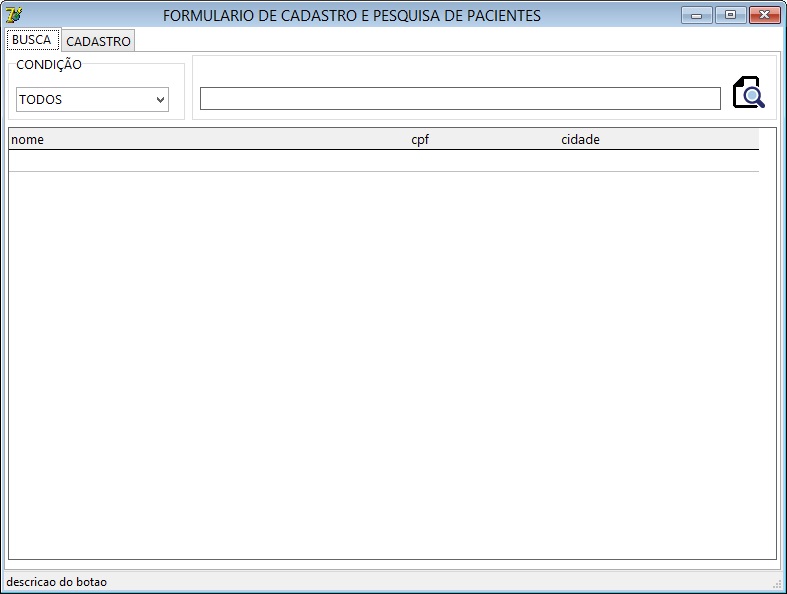 FORMULARIO DE CADASTRO E PESQUISA DE PACIENTES
BUSCA CADASTRO
CONDIÇÃO
TODOS
nome cpf cidade
descricao do botao